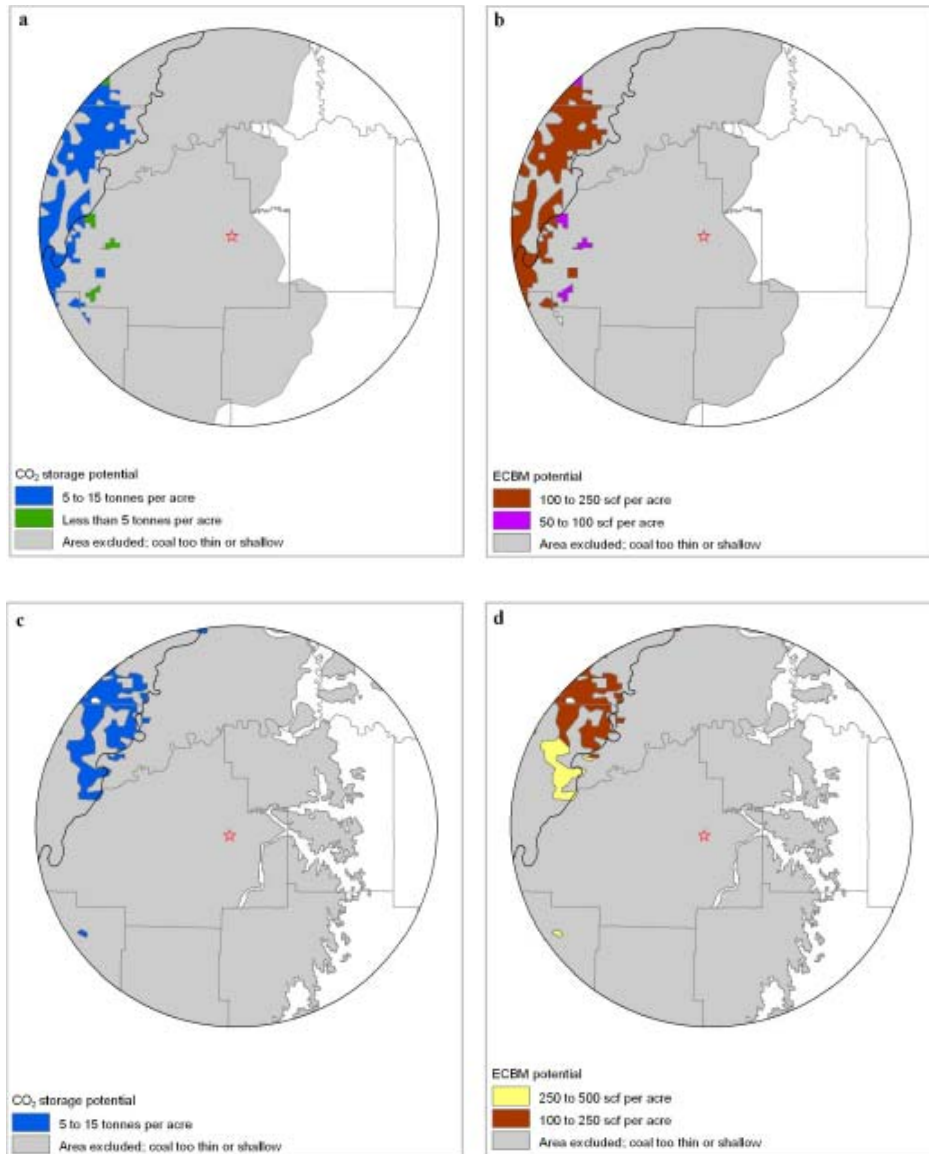 a
CO₂ storage potential
5 to 15 tonnes per acre
Less than 5 tonnes per acre
Area excluded; coal too thin or shallow
b
ECBM potential
100 to 250 scf per acre
50 to 100 scf per acre
Area excluded; coal too thin or shallow
c
CO₂ storage potential
5 to 15 tonnes per acre
Area excluded; coal too thin or shallow
d
ECBM potential
250 to 500 scf per acre
100 to 250 scf per acre
Area excluded; coal too thin or shallow